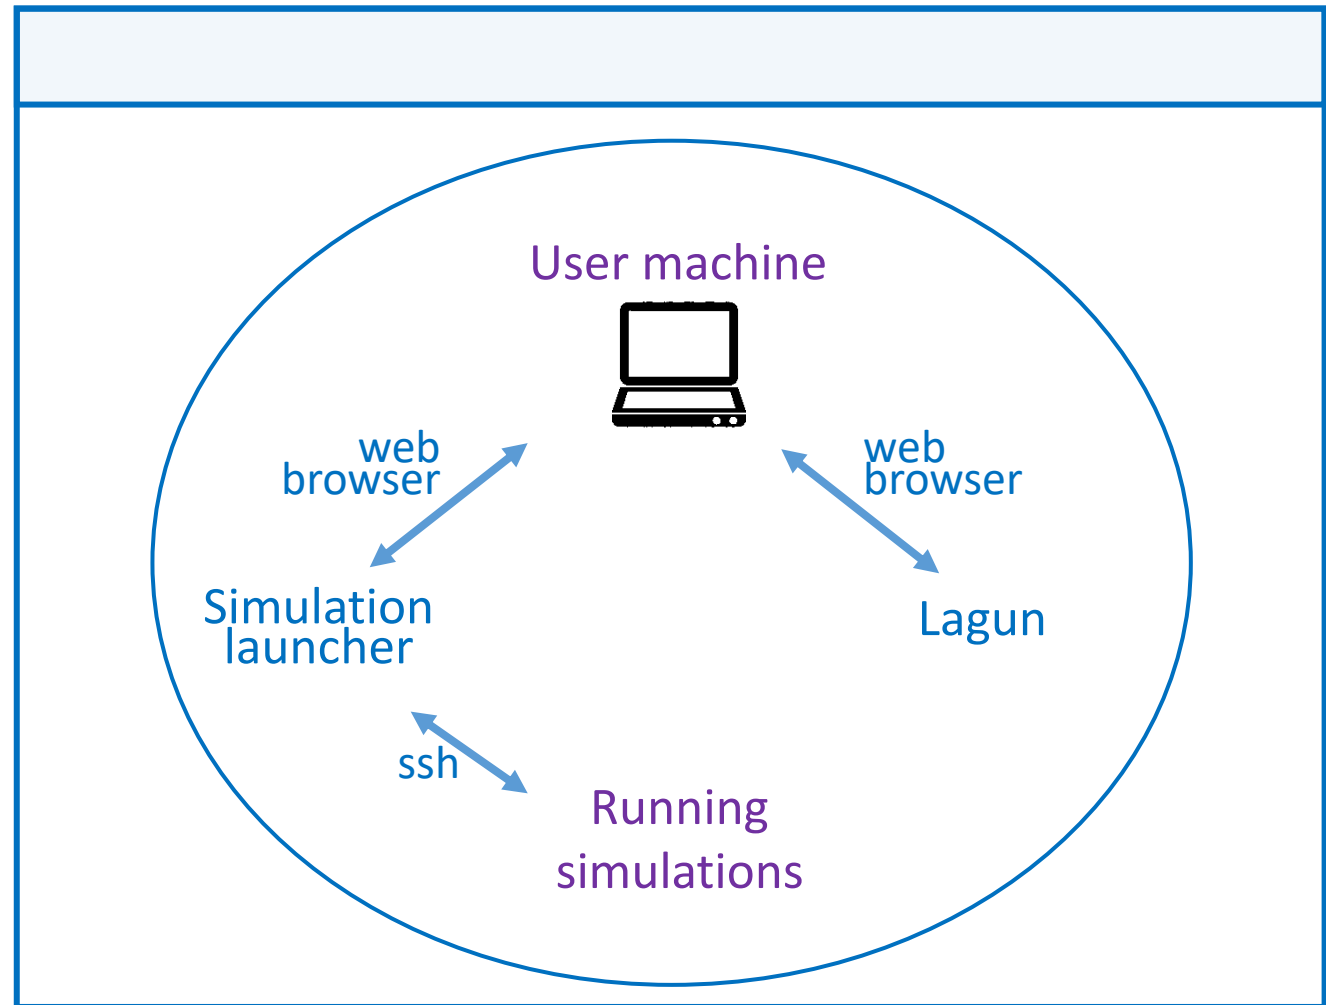 User machine
web
browser
web
browser
Simulation
launcher
Lagun
ssh
Running
simulations